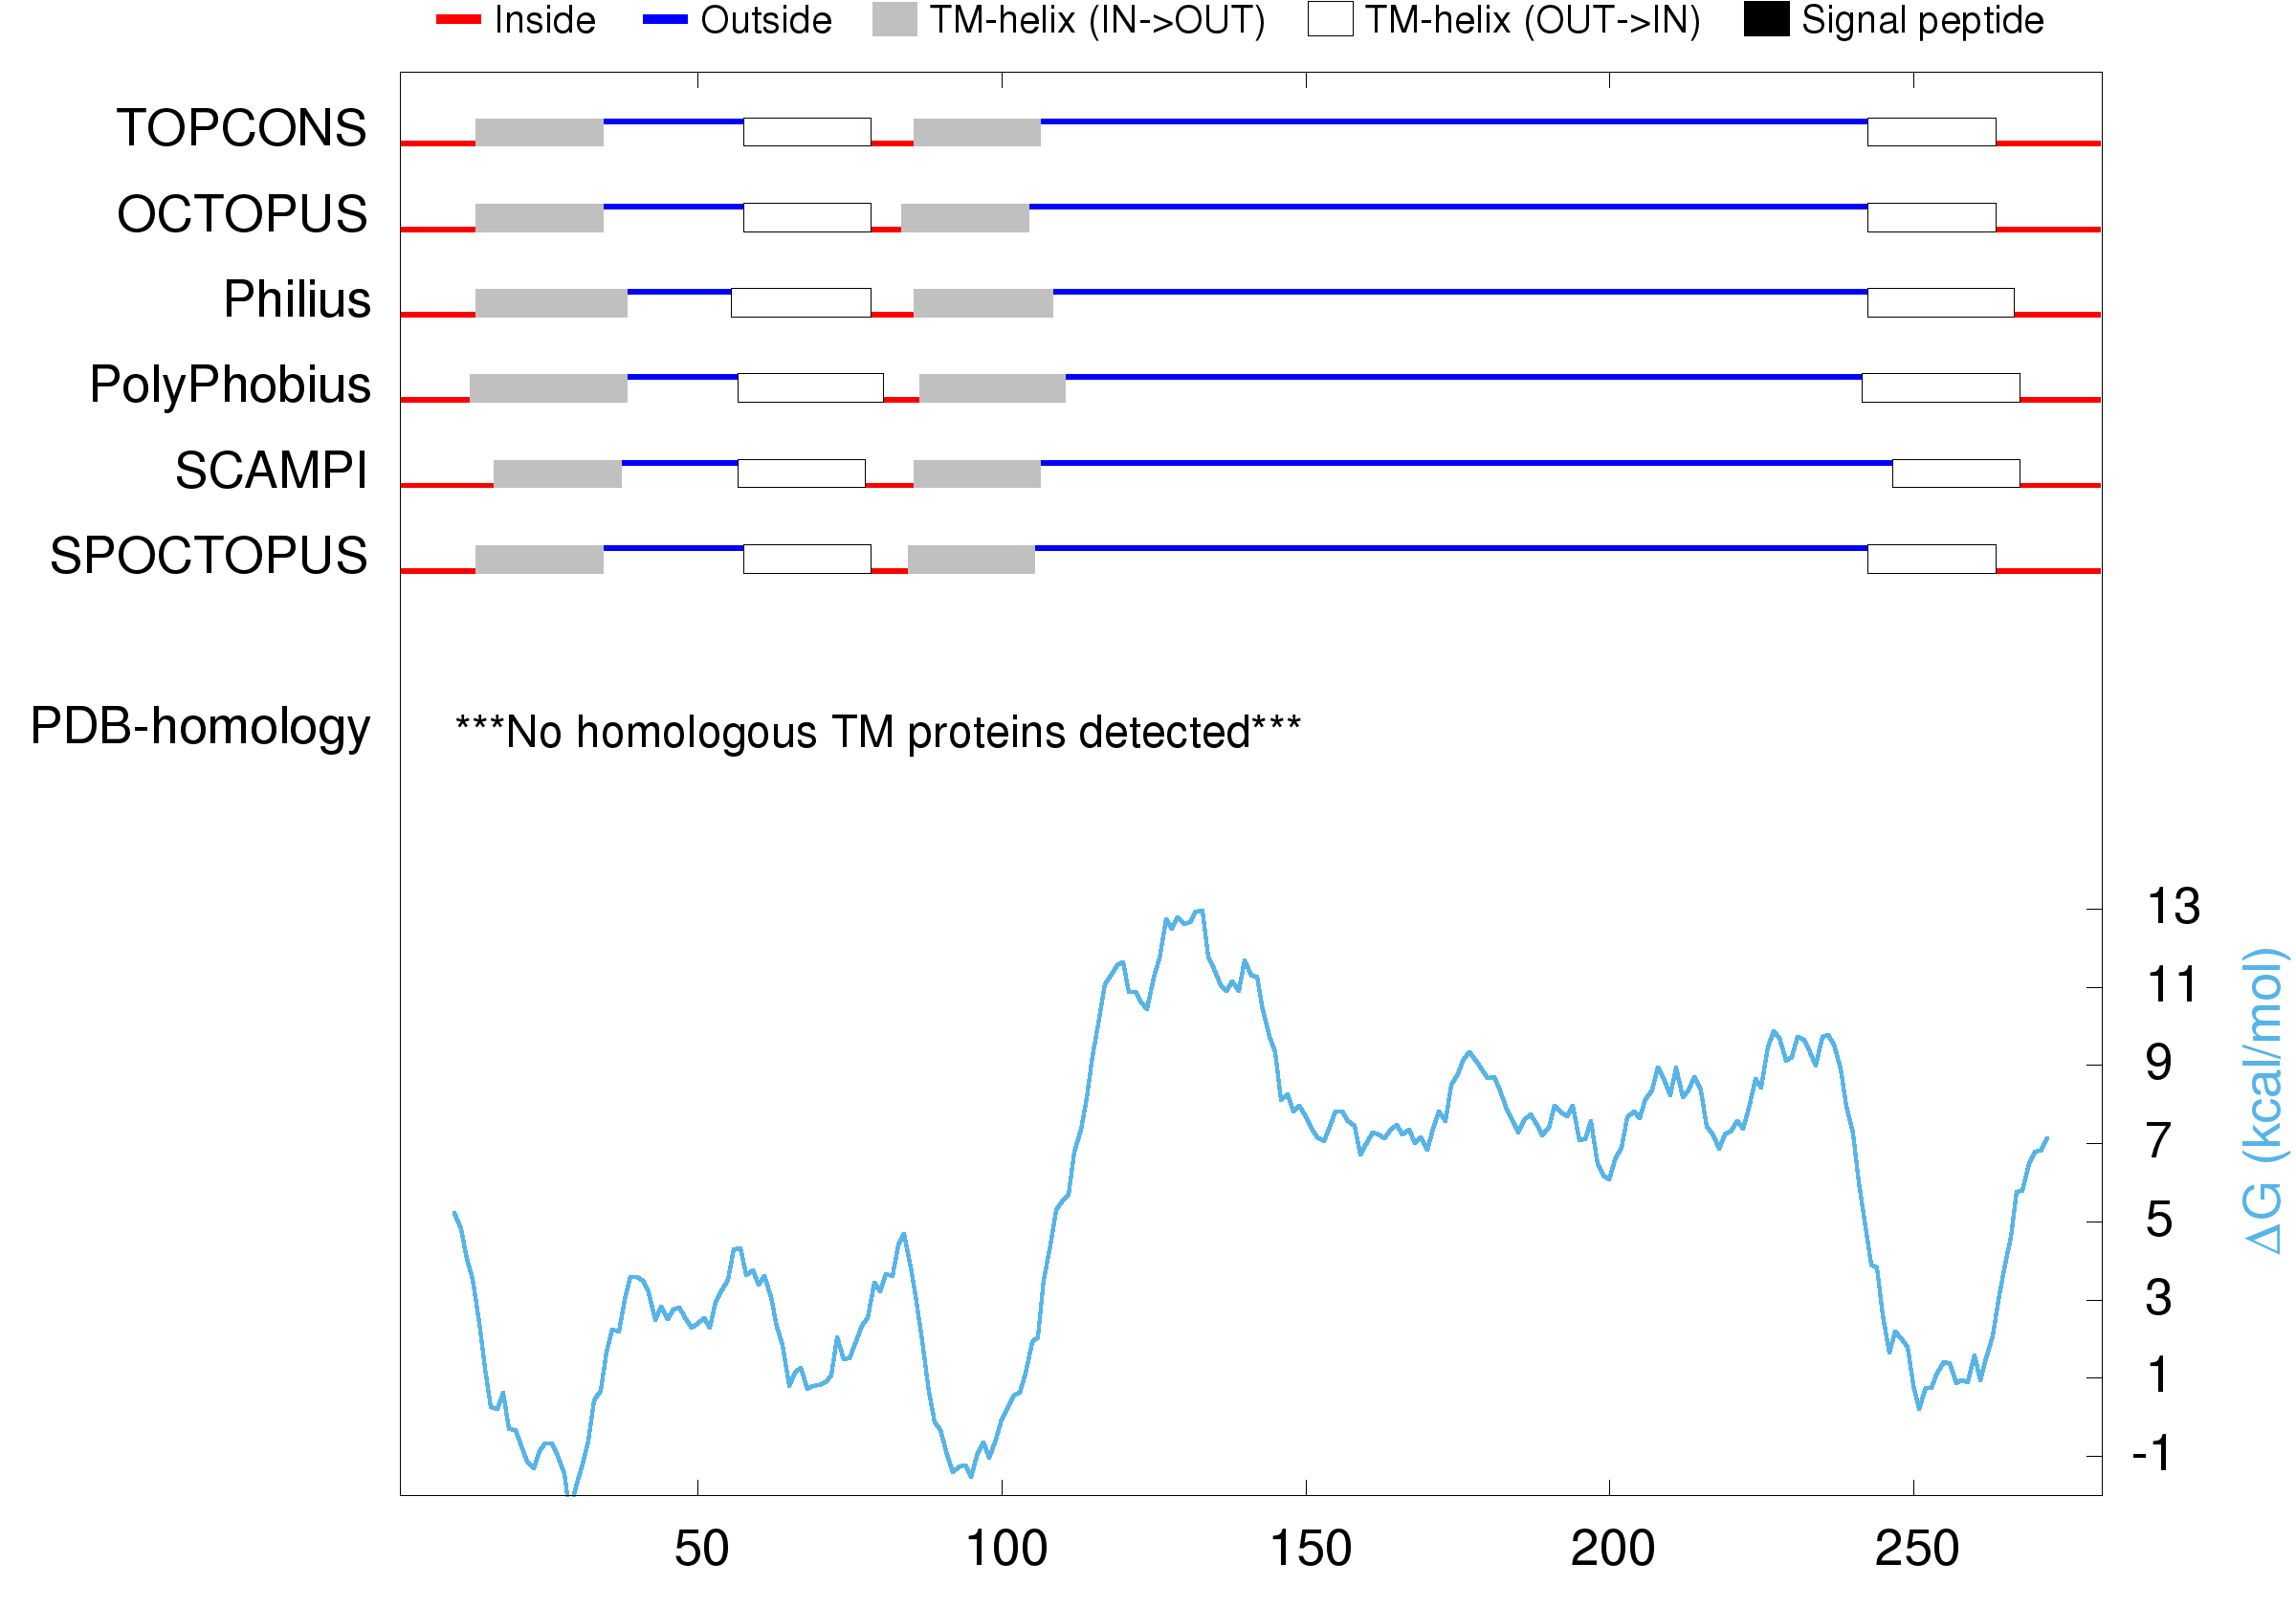 Inside Outside TM-helix (IN->OUT) TM-helix (OUT->IN) Signal peptide
TOPCONS
OCTOPUS
Philius
PolyPhobius
SCAMPI
SPOCTOPUS
PDB-homology ***No homologous TM proteins detected***
13
11
9
7
5
3
1
-1
ΔG (kcal/mol)
50 100 150 200 250